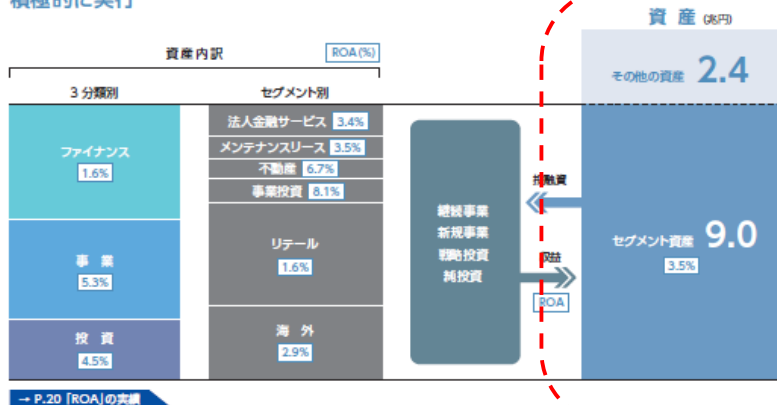 積極的に実行
資産(兆円)
資産内訳
ROA(%)
その他の資産 2.4
3分類別
セグメント別
ファイナンス
1.6%
事業
5.3%
投資
4.5%
法人金融サービス 3.4%
メンテナンスリース 3.5%
不動産 6.7%
事業投資 8.1%
リテール
1.6%
海外
2.9%
継続事業
新規事業
戦略投資
純投資
投融資
収益
ROA
セグメント資産 9.0
3.5%
→ P.20「ROA」の実績